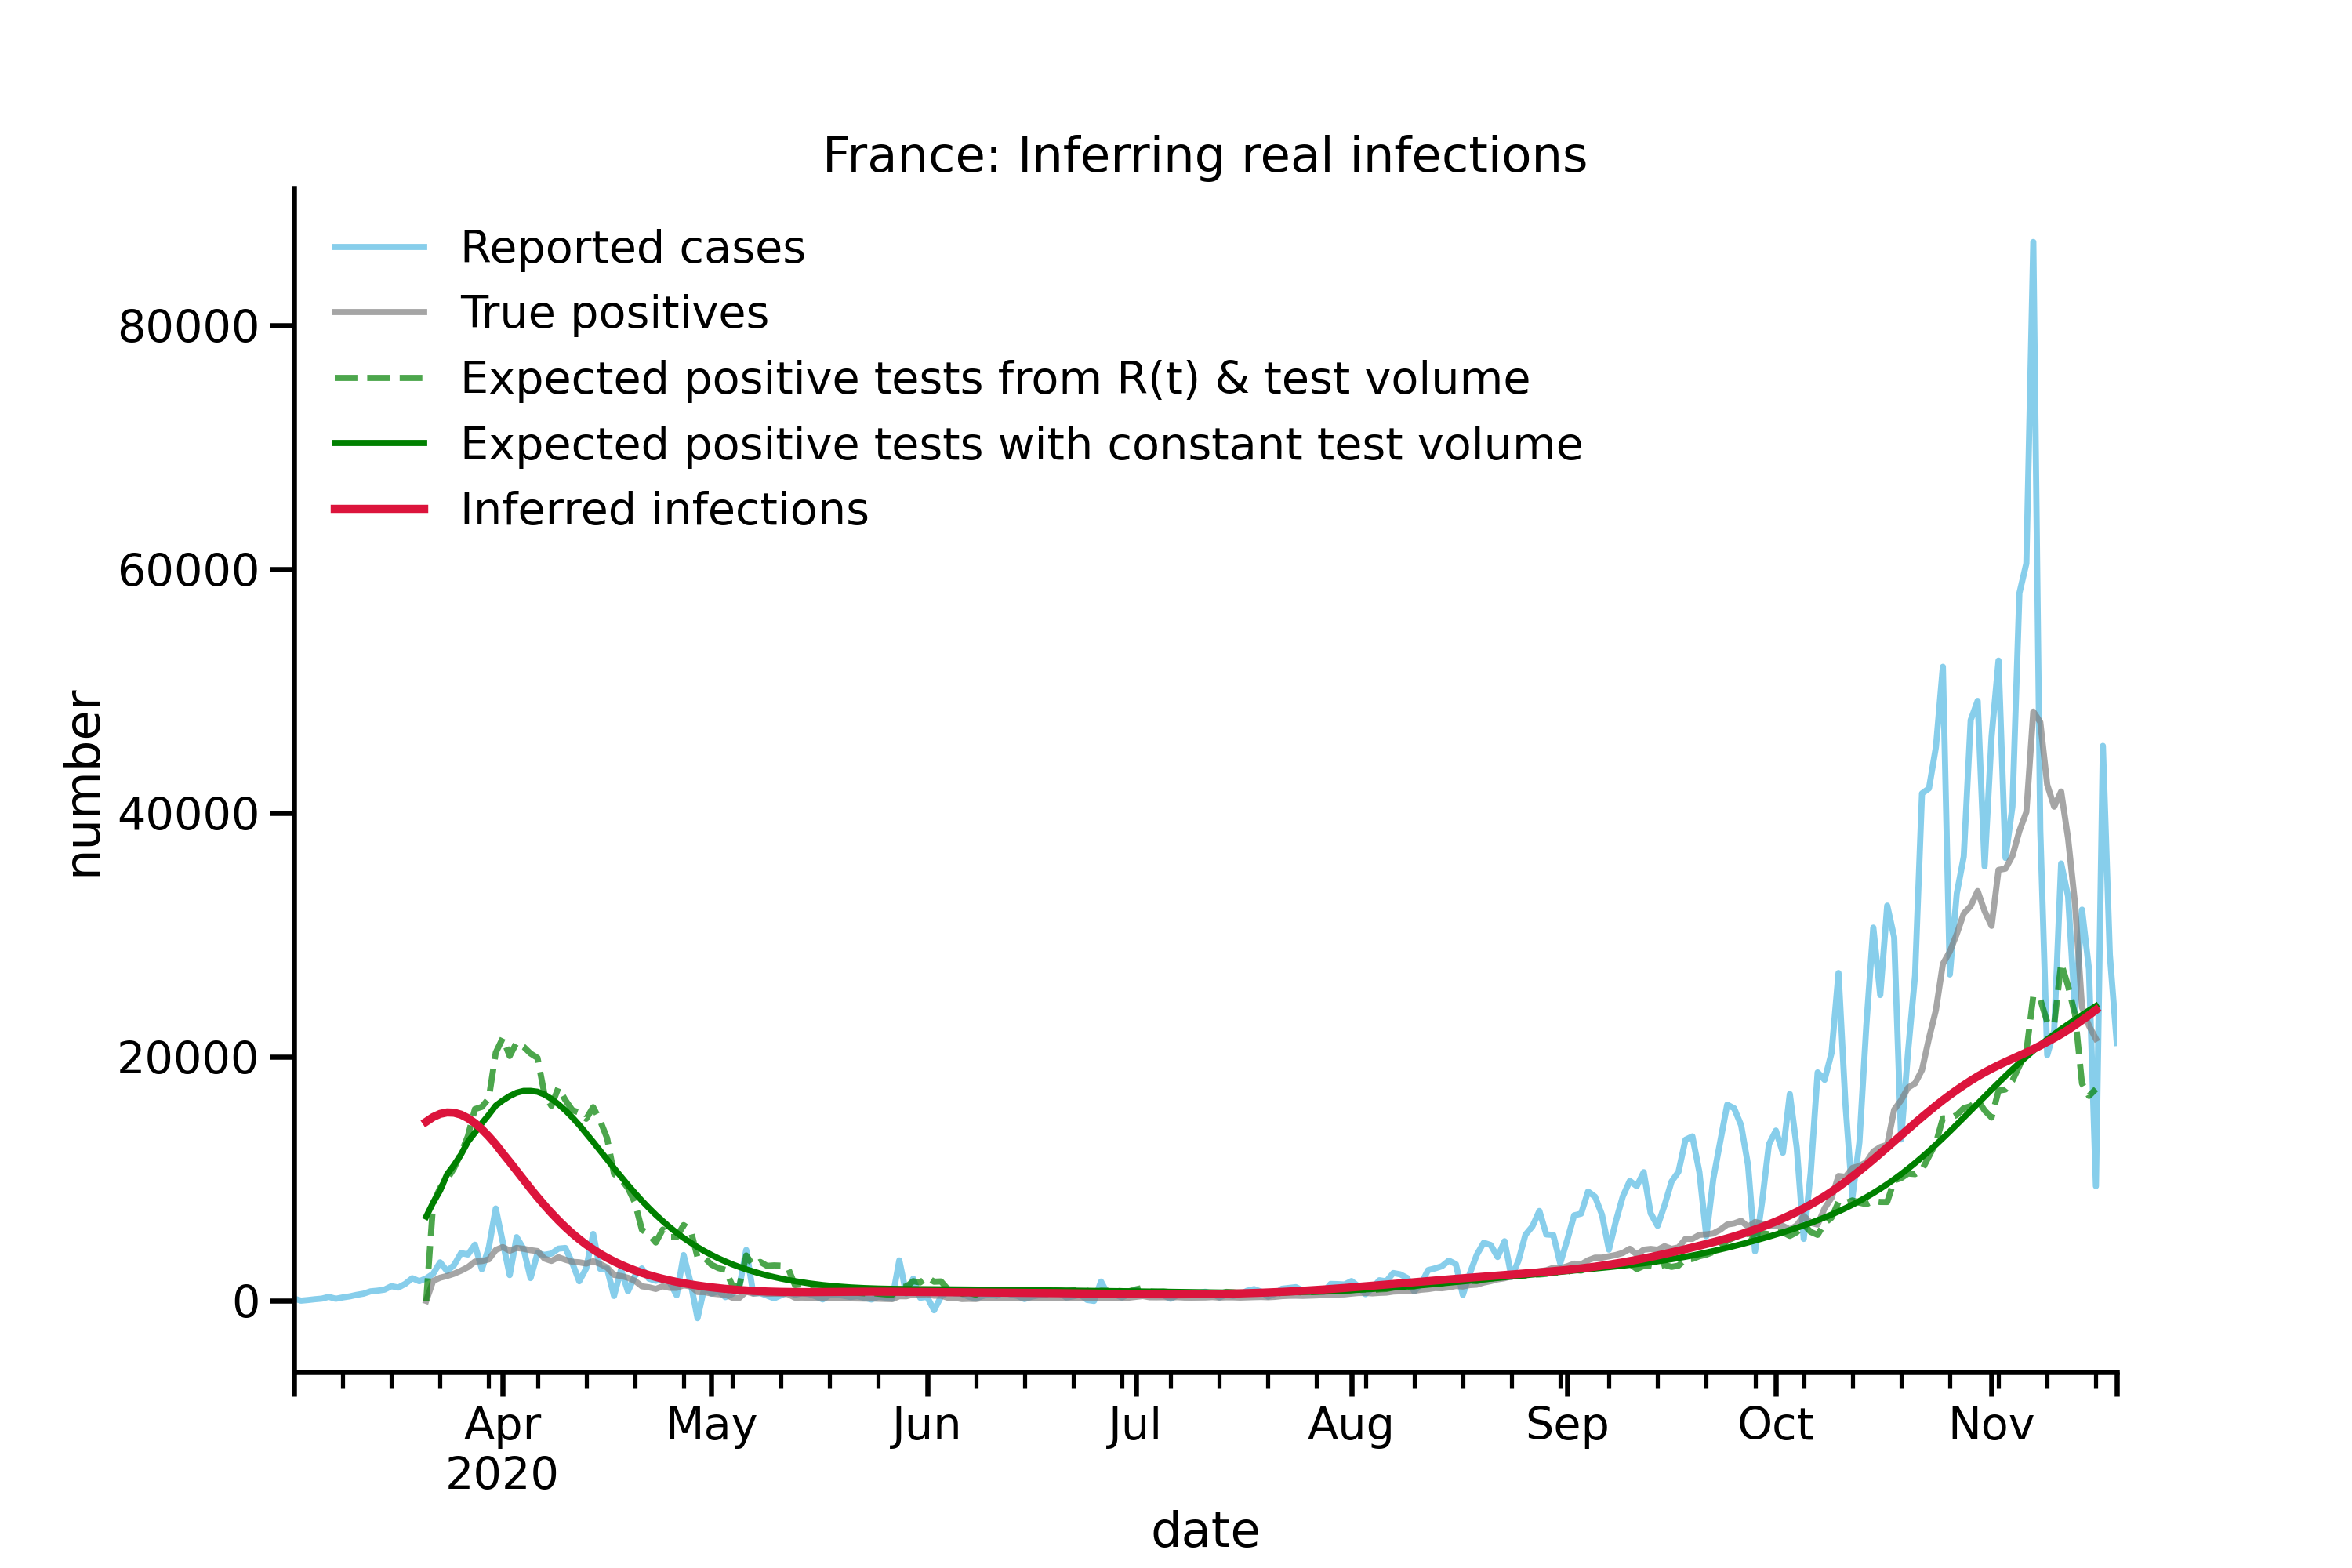 France: Inferring real infections
Reported cases
True positives
Expected positive tests from R(t) & test volume
Expected positive tests with constant test volume
Inferred infections
number
80000
60000
40000
20000
0
Apr May Jun Jul Aug Sep Oct Nov
2020
date